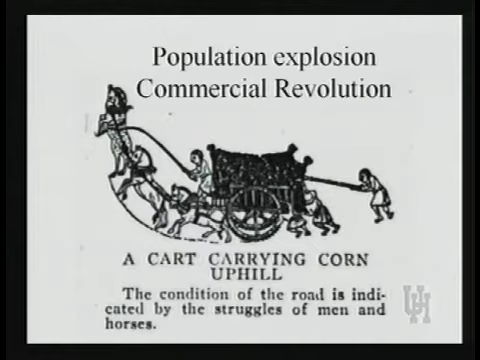 Population explosion
Commercial Revolution
A CART CARRYING CORN
UPHILL
The condition of the road is indi-
cated by the struggles of men and
horses.
UH